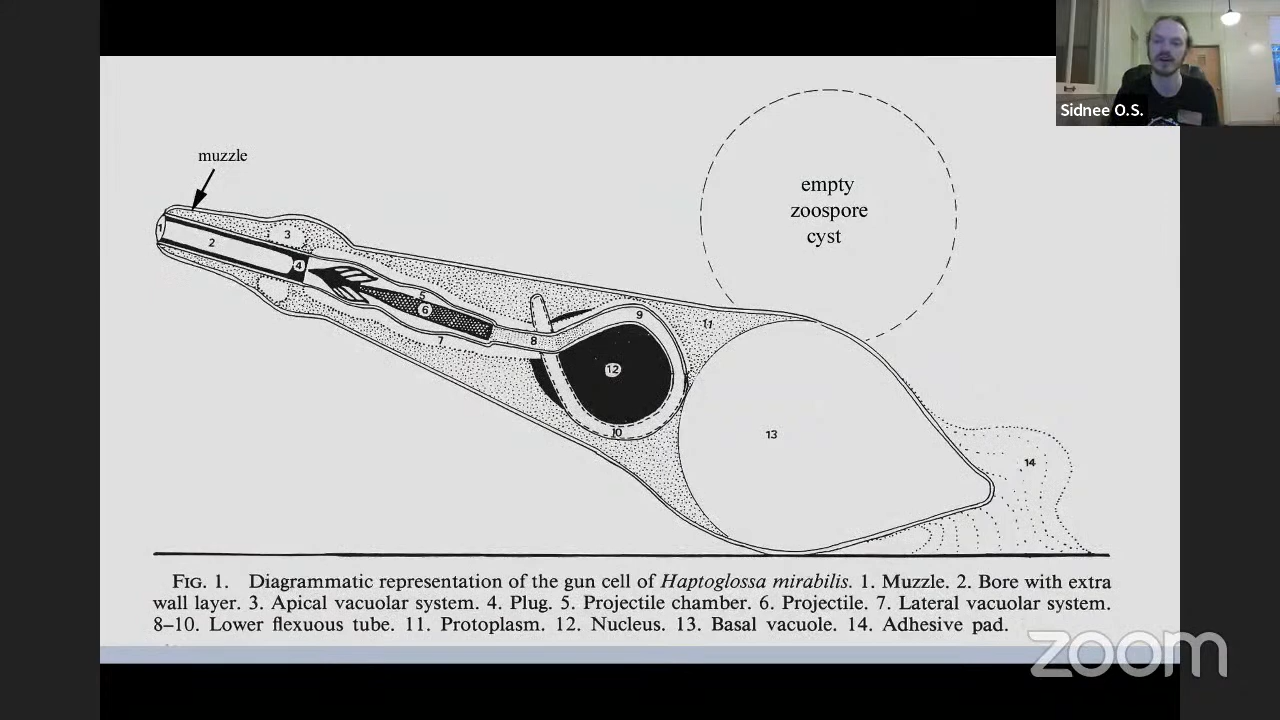 Sidnee O.S.
muzzle
empty
zoospore
cyst
1
2
3
4
5
6
7
8
9
10
11
12
13
14
FIG. 1. Diagrammatic representation of the gun cell of Haptoglossa mirabilis. 1. Muzzle. 2. Bore with extra
wall layer. 3. Apical vacuolar system. 4. Plug. 5. Projectile chamber. 6. Projectile. 7. Lateral vacuolar system.
8–10. Lower flexuous tube. 11. Protoplasm. 12. Nucleus. 13. Basal vacuole. 14. Adhesive pad.
zoom